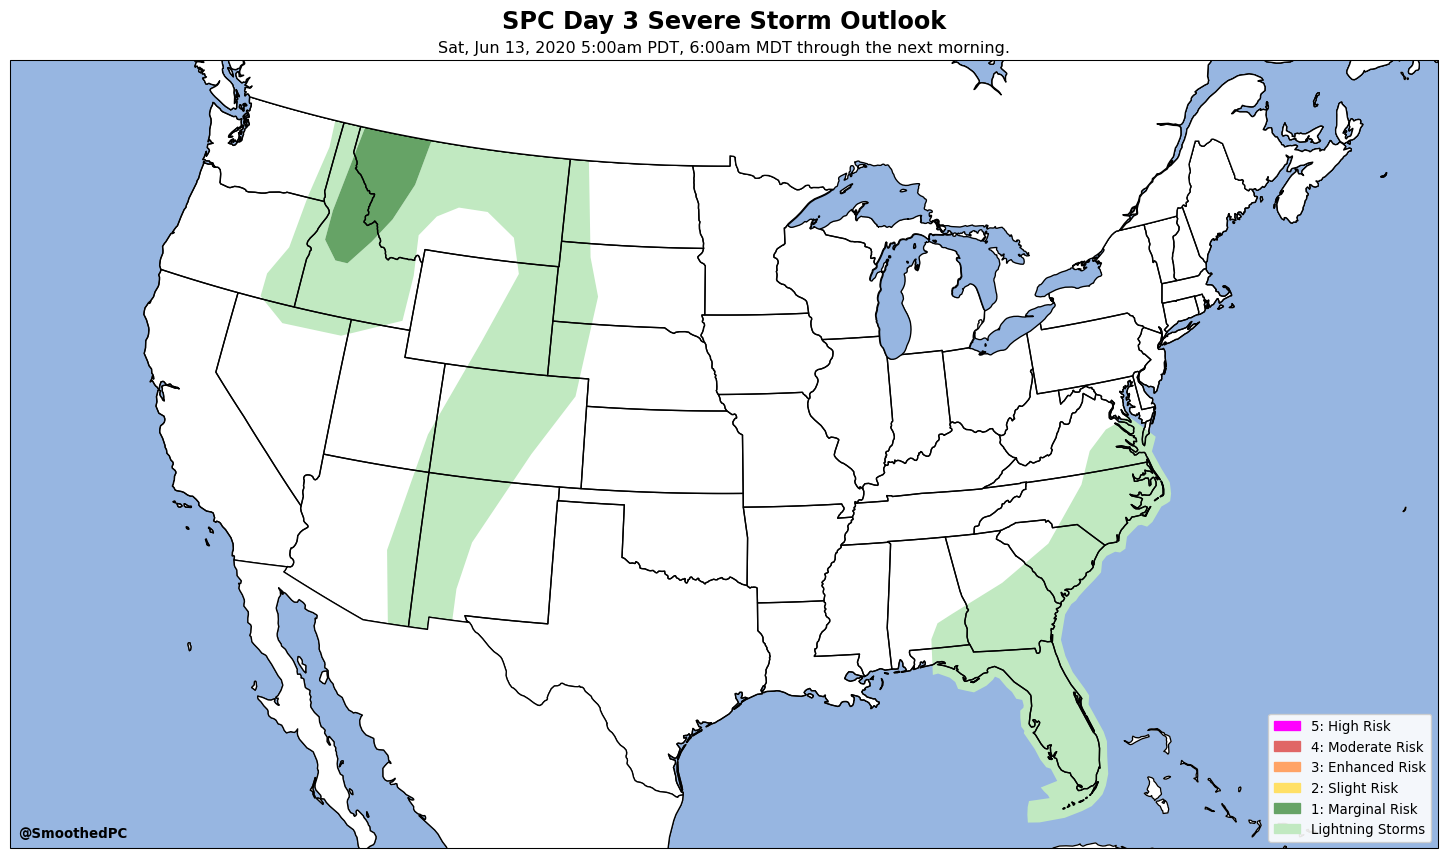 SPC Day 3 Severe Storm Outlook
Sat, Jun 13, 2020 5:00am PDT, 6:00am MDT through the next morning.
5: High Risk
4: Moderate Risk
3: Enhanced Risk
2: Slight Risk
1: Marginal Risk
Lightning Storms
@SmoothedPC